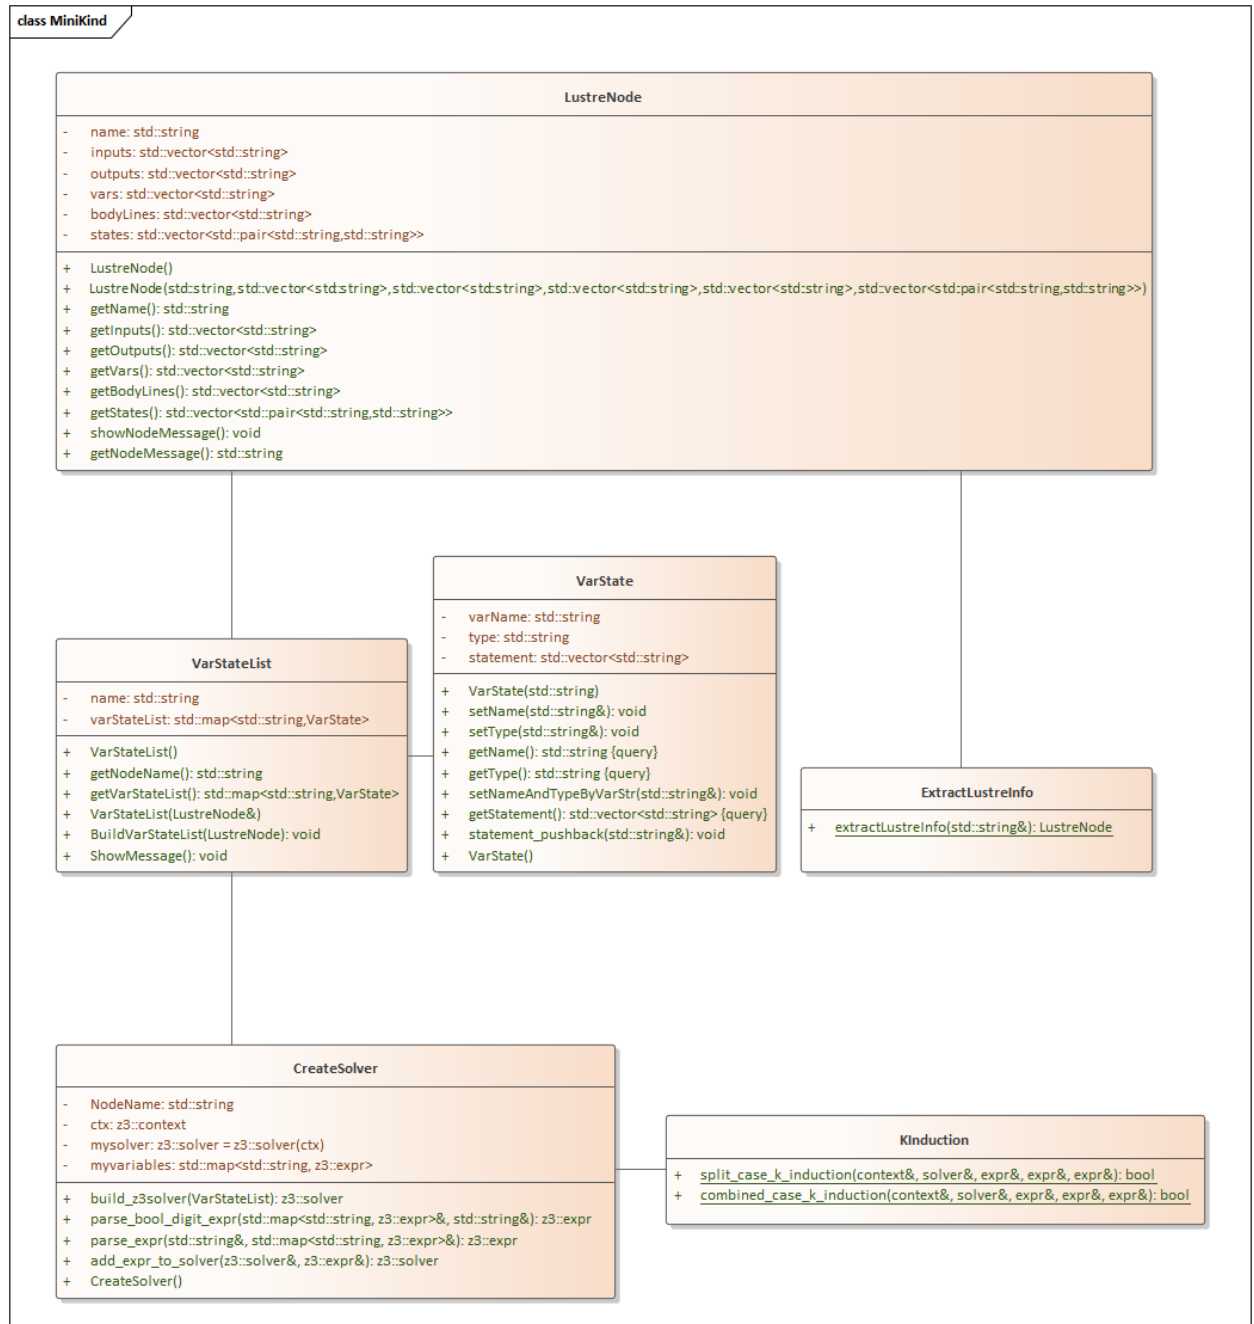 class MiniKind
LustreNode
- name: std::string
- inputs: std::vector<std::string>
- outputs: std::vector<std::string>
- vars: std::vector<std::string>
- bodyLines: std::vector<std::string>
- states: std::vector<std::pair<std::string,std::string>>
+ LustreNode()
+ LustreNode(std::string,std::vector<std::string>,std::vector<std::string>,std::vector<std::string>,std::vector<std::string>,std::vector<std::pair<std::string,std::string>>)
+ getName(): std::string
+ getInputs(): std::vector<std::string>
+ getOutputs(): std::vector<std::string>
+ getVars(): std::vector<std::string>
+ getBodyLines(): std::vector<std::string>
+ getStates(): std::vector<std::pair<std::string,std::string>>
+ showNodeMessage(): void
+ getNodeMessage(): std::string
VarState
- varName: std::string
- type: std::string
- statement: std::vector<std::string>
+ VarState(std::string)
+ setName(std::string&): void
+ setType(std::string&): void
+ getName(): std::string {query}
+ getType(): std::string {query}
+ setNameAndTypeByVarStr(std::string&): void
+ getStatement(): std::vector<std::string> {query}
+ statement_pushback(std::string&): void
+ VarState()
VarStateList
- name: std::string
- varStateList: std::map<std::string,VarState>
+ VarStateList()
+ getNodeName(): std::string
+ getVarStateList(): std::map<std::string,VarState>
+ VarStateList(LustreNode&)
+ BuildVarStateList(LustreNode): void
+ ShowMessage(): void
ExtractLustreInfo
+ extractLustreInfo(std::string&): LustreNode
CreateSolver
- NodeName: std::string
- ctx: z3::context
- mysolver: z3::solver = z3::solver(ctx)
- myvariables: std::map<std::string, z3::expr>
+ build_z3solver(VarStateList): z3::solver
+ parse_bool_digit_expr(std::map<std::string, z3::expr>&, std::string&): z3::expr
+ parse_expr(std::string&, std::map<std::string, z3::expr>&): z3::expr
+ add_expr_to_solver(z3::solver&, z3::expr&): z3::solver
+ CreateSolver()
KInduction
+ split_case_k_induction(context&, solver&, expr&, expr&, expr&): bool
+ combined_case_k_induction(context&, solver&, expr&, expr&, expr&): bool